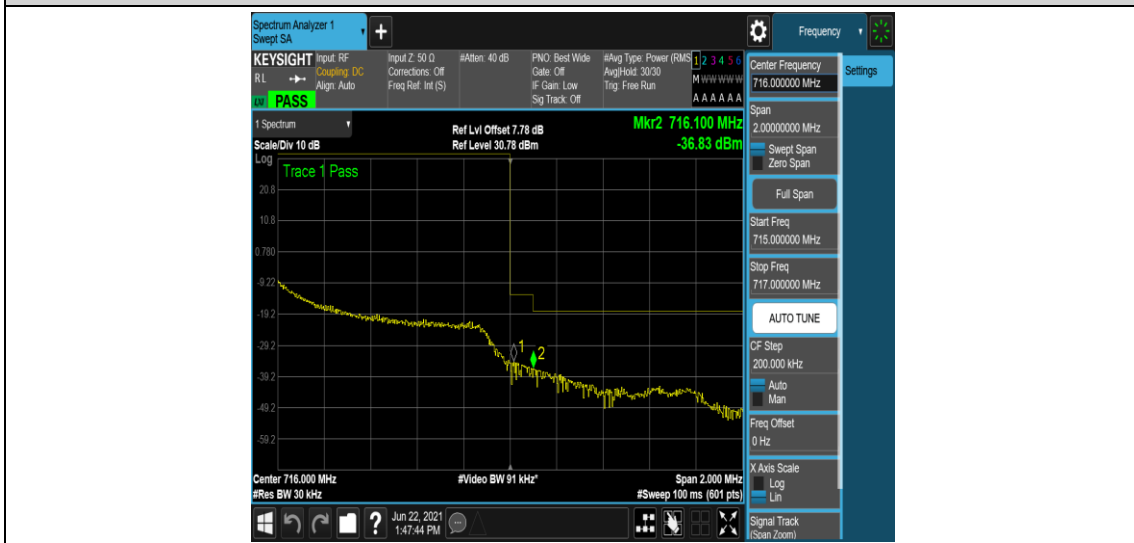 Spectrum Analyzer 1
Swept SA
+
Frequency
KEYSIGHT
RL
LXI
PASS
Input: RF
Coupling: DC
Align: Auto
Input Z: 50 Ω
Corrections: Off
Freq Ref: Int (S)
#Atten: 40 dB
PNO: Best Wide
Gate: Off
IF Gain: Low
Sig Track: Off
#Avg Type: Power (RMS
Avg|Hold: 30/30
Trig: Free Run
1 2 3 4 5 6
M W W W W W
A A A A A A
1 Spectrum
Scale/Div 10 dB
Ref Lvl Offset 7.78 dB
Ref Level 30.78 dBm
Mkr2 716.100 MHz
-36.83 dBm
Log
Trace 1 Pass
20.8
10.8
0.780
-9.22
-19.2
-29.2
-39.2
-49.2
-59.2
1
2
Center 716.000 MHz
#Res BW 30 kHz
#Video BW 91 kHz*
Span 2.000 MHz
#Sweep 100 ms (601 pts)
Center Frequency
716.000000 MHz
Settings
Span
2.00000000 MHz
Swept Span
Zero Span
Full Span
Start Freq
715.000000 MHz
Stop Freq
717.000000 MHz
AUTO TUNE
CF Step
200.000 kHz
Auto
Man
Freq Offset
0 Hz
X Axis Scale
Log
Lin
Signal Track
(Span Zoom)
?
Jun 22, 2021
1:47:44 PM